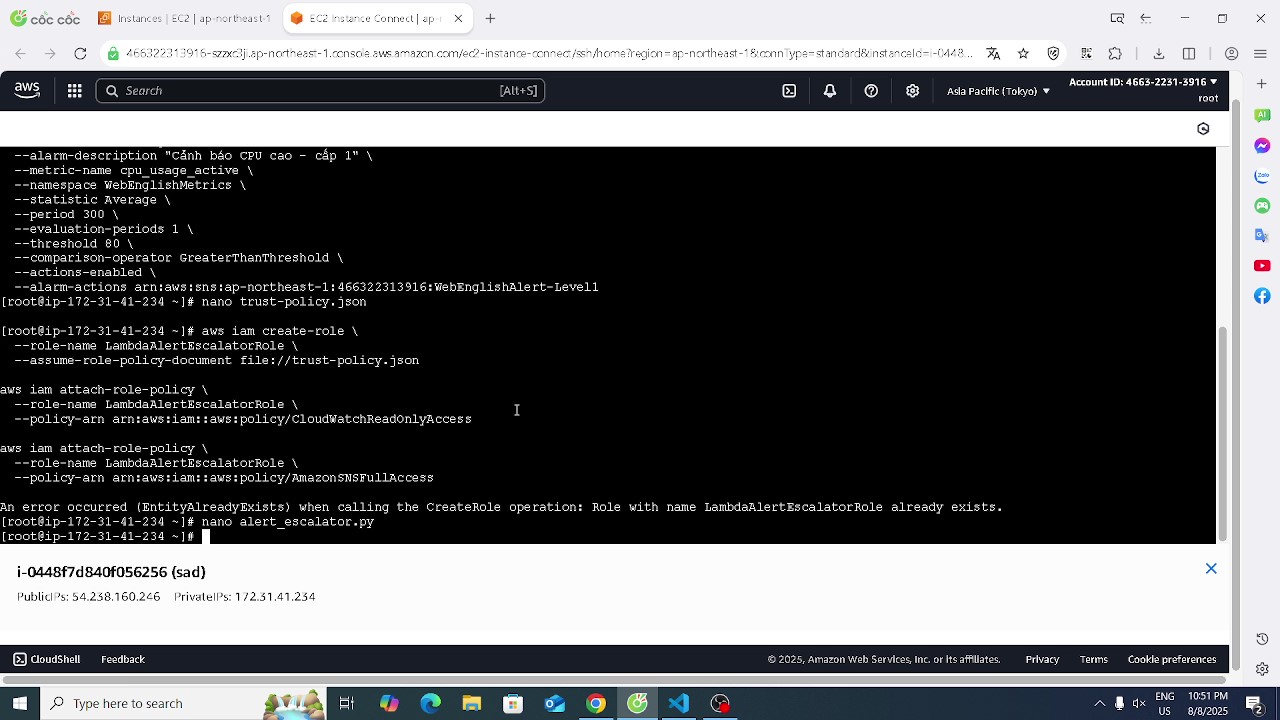 cốc cốc
Instances | EC2 | ap-northeast-1
EC2 Instance Connect | ap-
466322313916-szzxc3ji.ap-northeast-1.console.aws.amazon.com/ec2-instance-connect/ssh/home?region=ap-northeast-1&connType=standard&instanceId=i-0448...
aws
Search
[Alt+S]
Asia Pacific (Tokyo)
Account ID: 4663-2231-3916
root
--alarm-description "Cảnh báo CPU cao - cấp 1" \
--metric-name cpu_usage_active \
--namespace WebEnglishMetrics \
--statistic Average \
--period 300 \
--evaluation-periods 1 \
--threshold 80 \
--comparison-operator GreaterThanThreshold \
--actions-enabled \
--alarm-actions arn:aws:sns:ap-northeast-1:466322313916:WebEnglishAlert-Level1
[root@ip-172-31-41-234 ~]# nano trust-policy.json
[root@ip-172-31-41-234 ~]# aws iam create-role \
--role-name LambdaAlertEscalatorRole \
--assume-role-policy-document file://trust-policy.json
aws iam attach-role-policy \
--role-name LambdaAlertEscalatorRole \
--policy-arn arn:aws:iam::aws:policy/CloudWatchReadOnlyAccess
aws iam attach-role-policy \
--role-name LambdaAlertEscalatorRole \
--policy-arn arn:aws:iam::aws:policy/AmazonSNSFullAccess
An error occurred (EntityAlreadyExists) when calling the CreateRole operation: Role with name LambdaAlertEscalatorRole already exists.
[root@ip-172-31-41-234 ~]# nano alert_escalator.py
[root@ip-172-31-41-234 ~]#
i-0448f7d840f056256 (sad)
PublicIPs: 54.238.160.246 PrivateIPs: 172.31.41.234
CloudShell
Feedback
© 2025, Amazon Web Services, Inc. or its affiliates.
Privacy
Terms
Cookie preferences
AI
Zalo
Type here to search
ENG
US
10:51 PM
8/8/2025
2